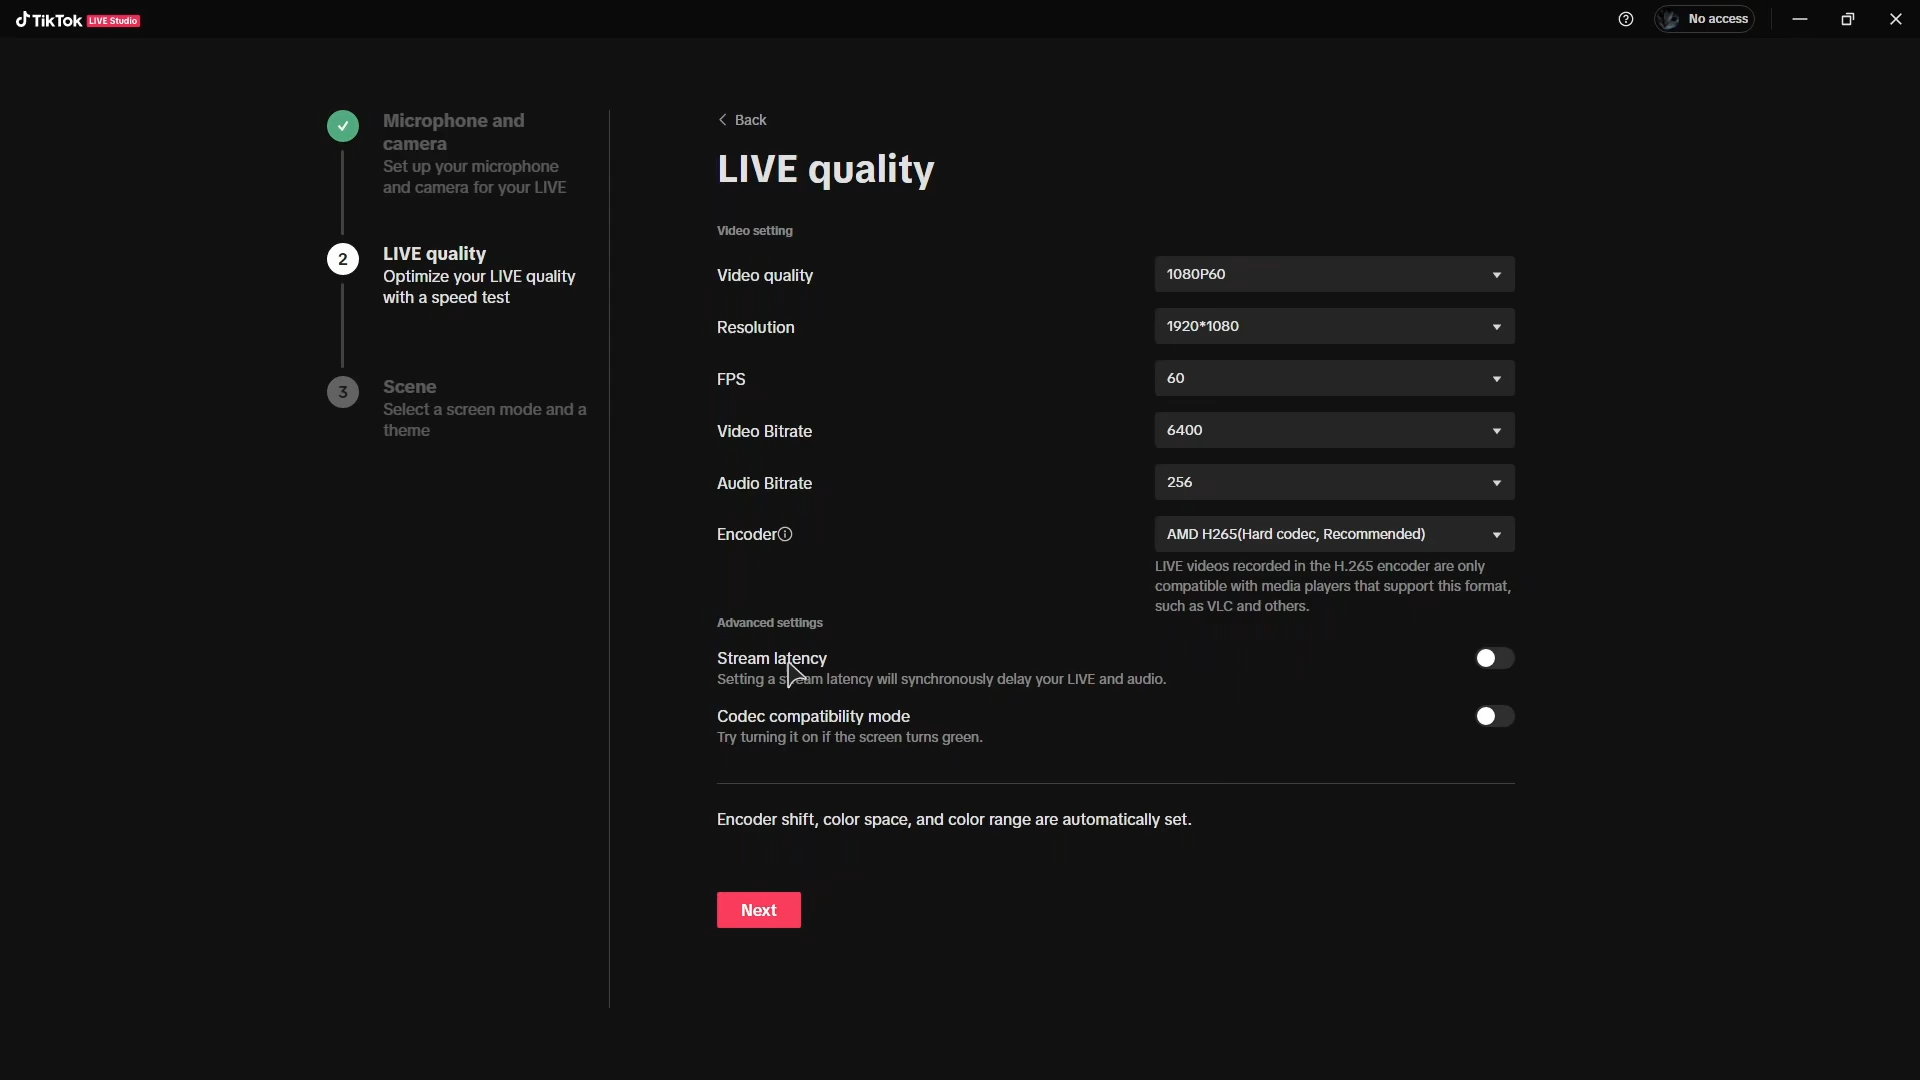 TikTok LIVE Studio
No access
Microphone and
camera
Set up your microphone
and camera for your LIVE
2
LIVE quality
Optimize your LIVE quality
with a speed test
3
Scene
Select a screen mode and a
theme
Back
LIVE quality
Video setting
Video quality
1080P60
Resolution
1920*1080
FPS
60
Video Bitrate
6400
Audio Bitrate
256
Encoder
AMD H265(Hard codec, Recommended)
LIVE videos recorded in the H.265 encoder are only
compatible with media players that support this format,
such as VLC and others.
Advanced settings
Stream latency
Setting a stream latency will synchronously delay your LIVE and audio.
Codec compatibility mode
Try turning it on if the screen turns green.
Encoder shift, color space, and color range are automatically set.
Next